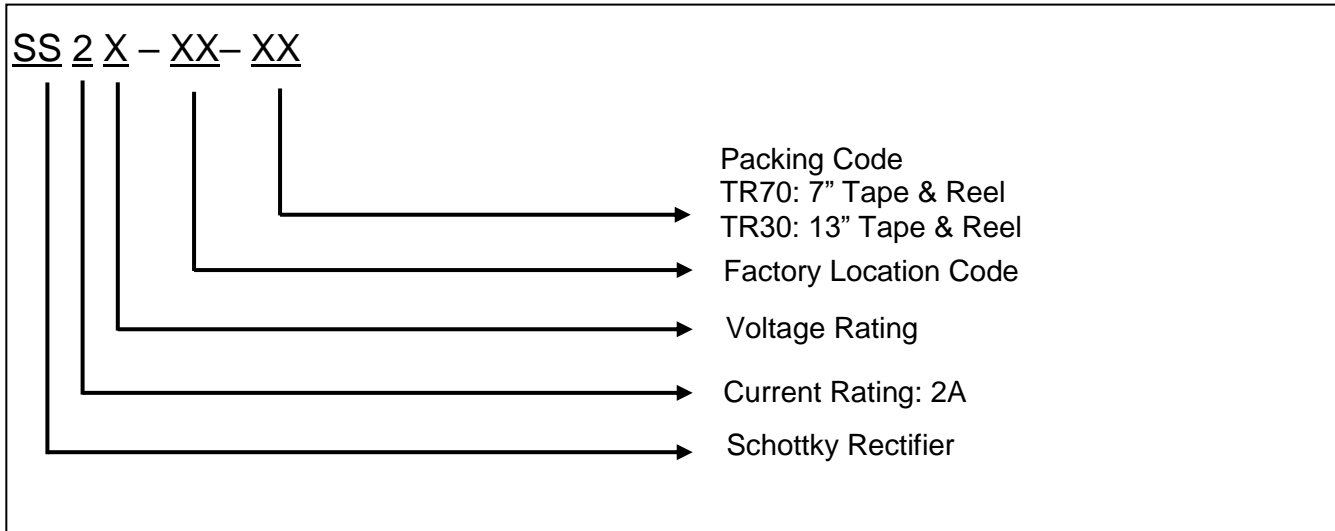 SS 2 X – XX– XX
Packing Code
TR70: 7” Tape & Reel
TR30: 13” Tape & Reel
Factory Location Code
Voltage Rating
Current Rating: 2A
Schottky Rectifier